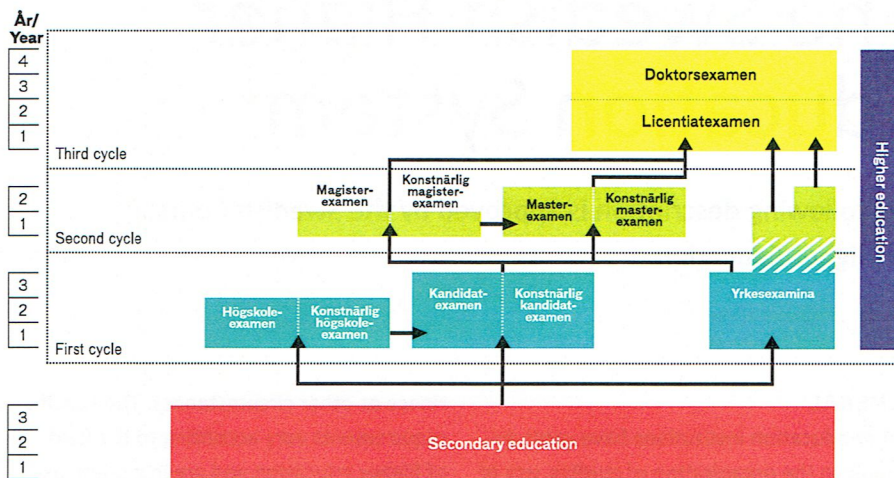 År/
Year
4
3
2
1
Third cycle
Doktorsexamen
Licentiatexamen
Higher education
2
1
Second cycle
Magister-
examen
Konstnärlig
magister-
examen
Master-
examen
Konstnärlig
master-
examen
3
2
1
First cycle
Högskole-
examen
Konstnärlig
högskole-
examen
Kandidat-
examen
Konstnärlig
kandidat-
examen
Yrkesexamina
3
2
1
Secondary education